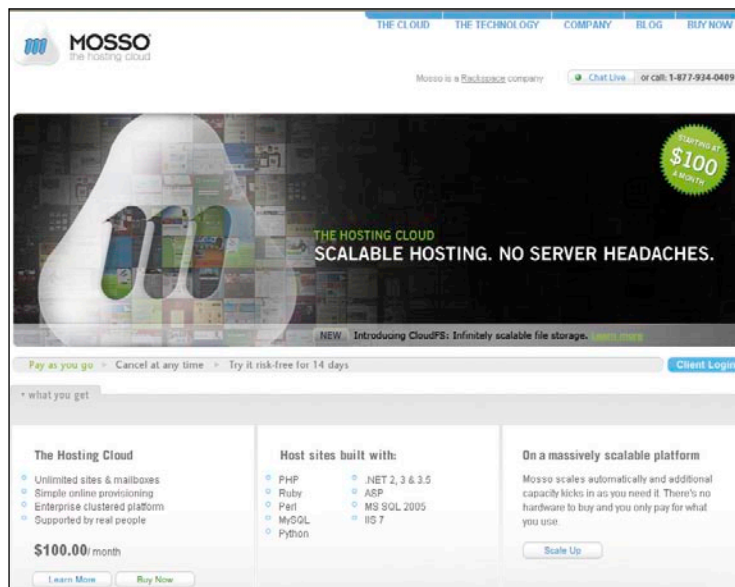 THE CLOUD THE TECHNOLOGY COMPANY BLOG BUY NOW
m MOSSO
the hosting cloud
Mosso is a Rackspace company Chat Live or call: 1-877-934-0409
STARTING AT
$100
A MONTH
m
THE HOSTING CLOUD
SCALABLE HOSTING. NO SERVER HEADACHES.
NEW Introducing CloudFS: Infinitely scalable file storage. Learn more
Pay as you go Cancel at any time Try it risk-free for 14 days Client Login
what you get
The Hosting Cloud
Unlimited sites & mailboxes
Simple online provisioning
Enterprise clustered platform
Supported by real people
$100.00/month
Learn More Buy Now
Host sites built with:
PHP .NET 2, 3 & 3.5
Ruby ASP
Perl MS SQL 2005
MySQL IIS 7
Python
On a massively scalable platform
Mosso scales automatically and additional
capacity kicks in as you need it. There's no
hardware to buy and you only pay for what
you use.
Scale Up